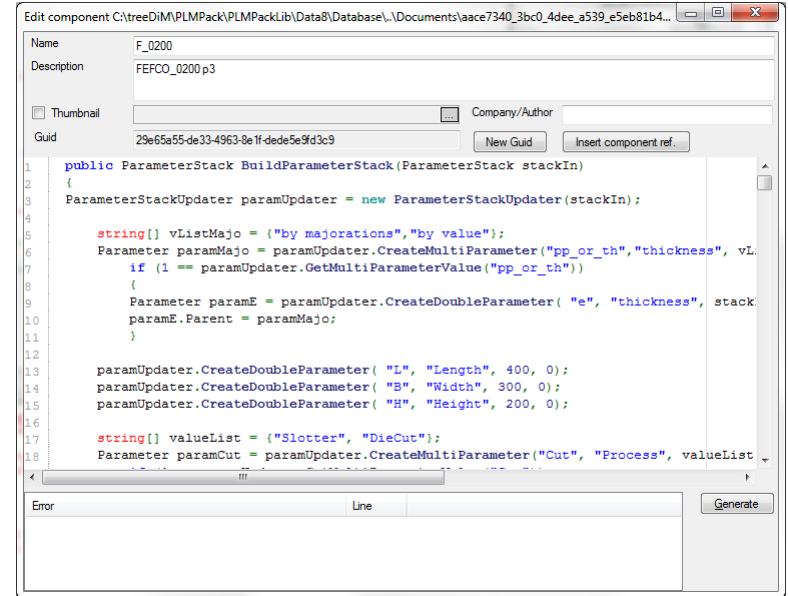 Edit component C:\treeDiM\PLMPack\PLMPackLib\Data8\Database\..\Documents\aace7340_3bc0_4dee_a539_e5eb81b4...
Name
F_0200
Description
FEFCO_0200 p3
Thumbnail
...
Company/Author
Guid
29e65a55-de33-4963-8e1f-dede5e9fd3c9
New Guid
Insert component ref.
1 public ParameterStack BuildParameterStack(ParameterStack stackIn)
2 {
3 ParameterStackUpdater paramUpdater = new ParameterStackUpdater(stackIn);
4
5 string[] vListMajo = {"by majorations","by value"};
6 Parameter paramMajo = paramUpdater.CreateMultiParameter("pp_or_th","thickness", vL
7 if (1 == paramUpdater.GetMultiParameterValue("pp_or_th"))
8 {
9 Parameter paramE = paramUpdater.CreateDoubleParameter( "e", "thickness", stack
10 paramE.Parent = paramMajo;
11 }
12
13 paramUpdater.CreateDoubleParameter( "L", "Length", 400, 0);
14 paramUpdater.CreateDoubleParameter( "B", "Width", 300, 0);
15 paramUpdater.CreateDoubleParameter( "H", "Height", 200, 0);
16
17 string[] valueList = {"Slotter", "DieCut"};
18 Parameter paramCut = paramUpdater.CreateMultiParameter("Cut", "Process", valueList
Error
Line
Generate